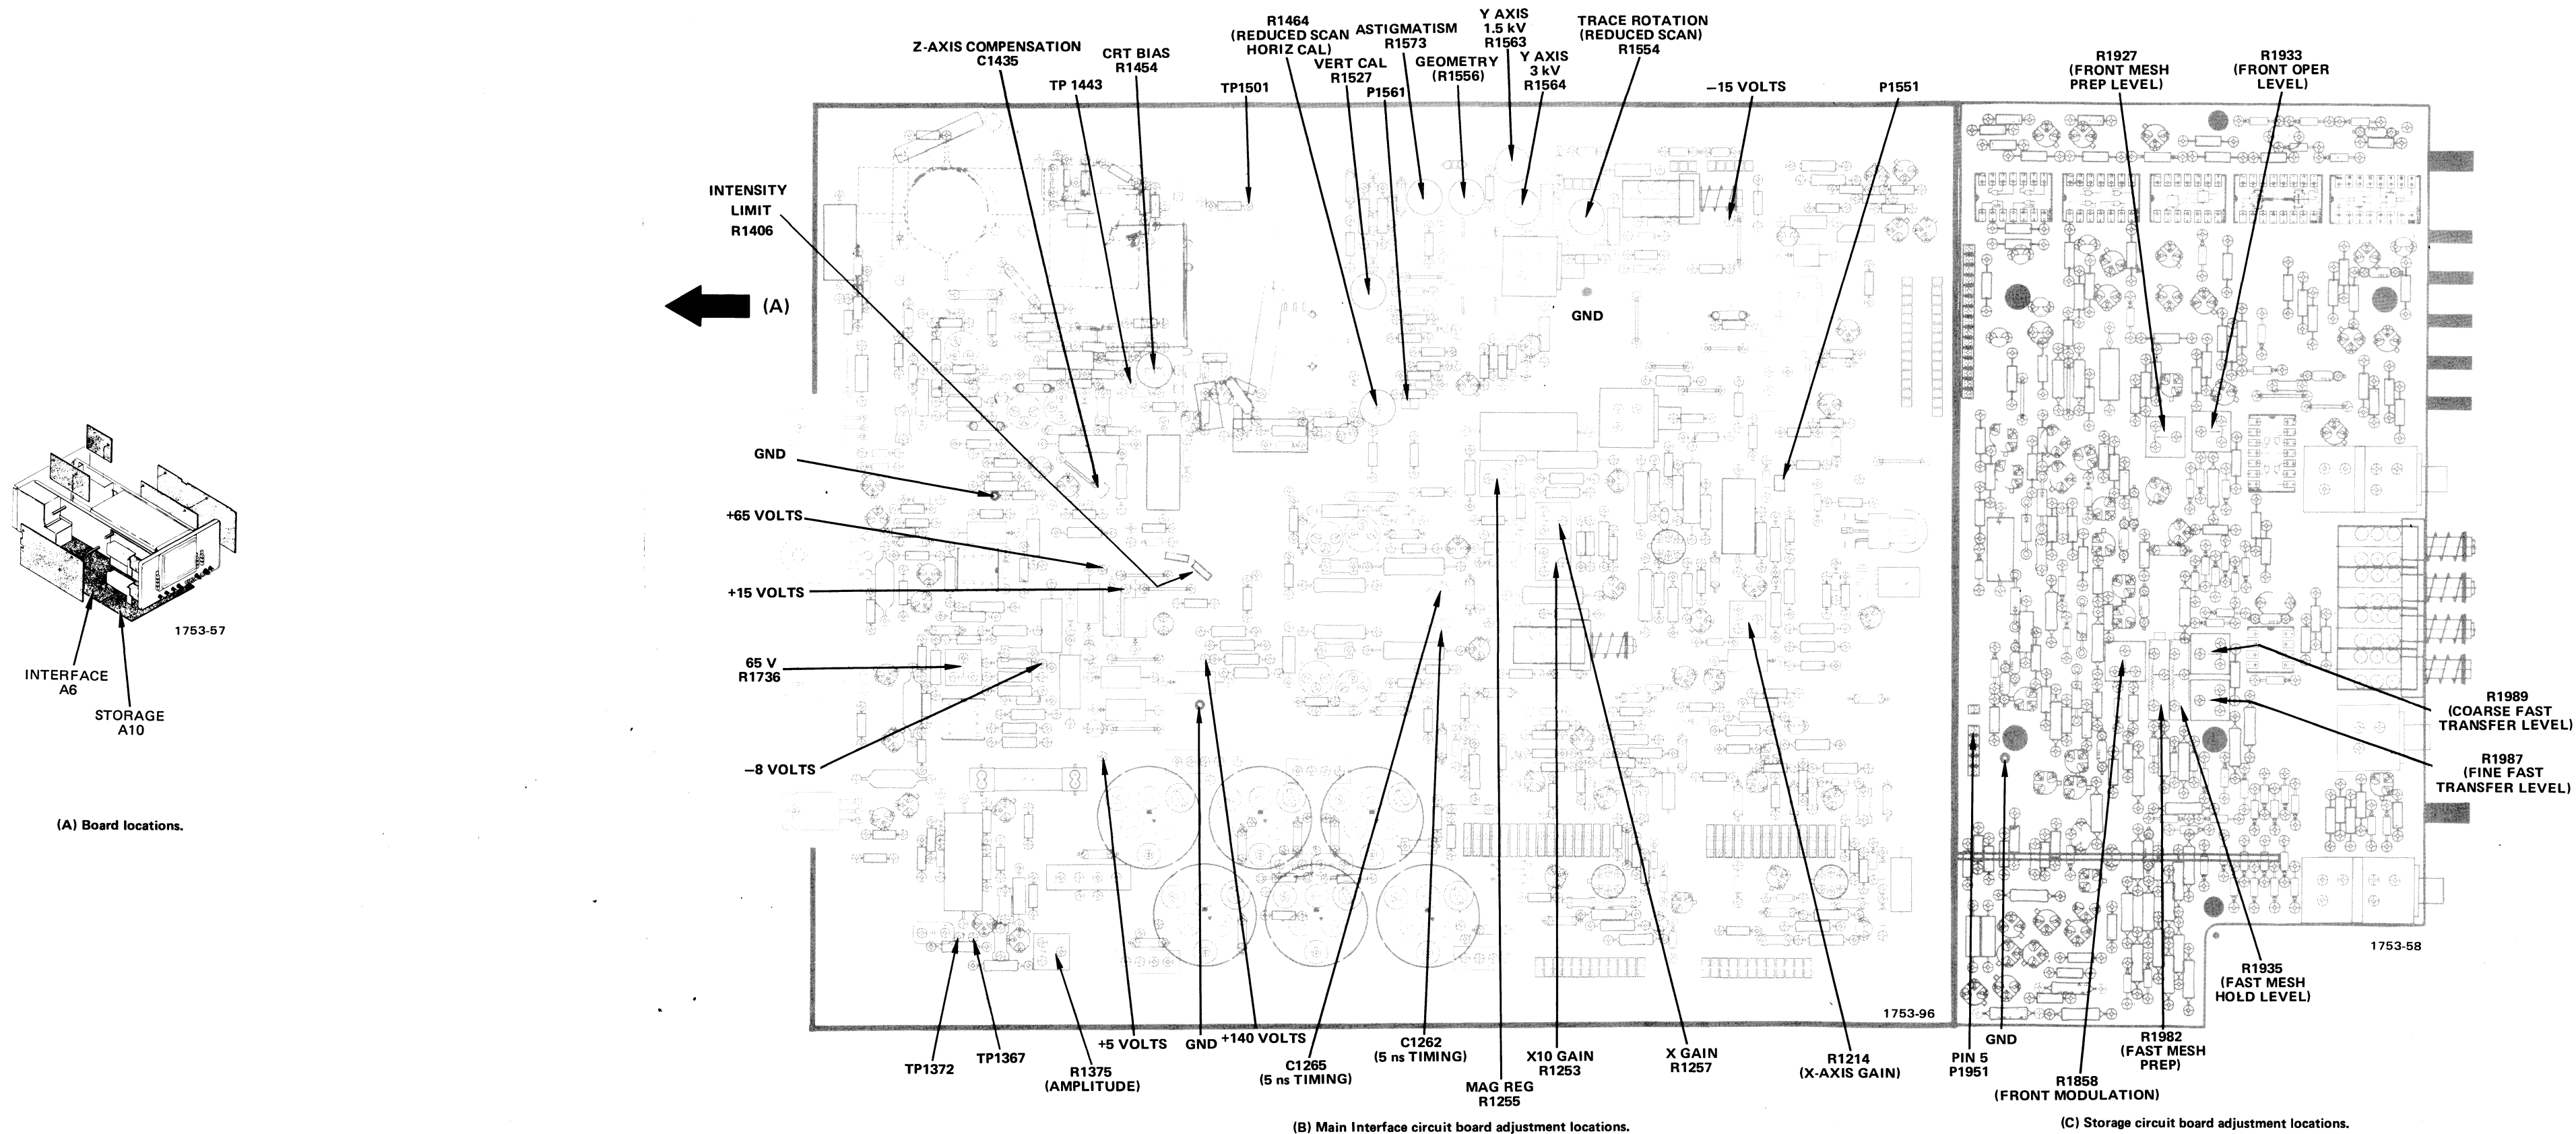 R1464
(REDUCED SCAN
HORIZ CAL)
ASTIGMATISM
R1573
Y AXIS
1.5 kV
R1563
TRACE ROTATION
(REDUCED SCAN)
R1554
Z-AXIS COMPENSATION
C1435
CRT BIAS
R1454
VERT CAL
R1527
GEOMETRY
(R1556)
Y AXIS
3 kV
R1564
R1927
(FRONT MESH
PREP LEVEL)
R1933
(FRONT OPER
LEVEL)
TP 1443
TP1501
P1561
−15 VOLTS
P1551
INTENSITY
LIMIT
R1406
(A)
GND
GND
+65 VOLTS
+15 VOLTS
65 V
R1736
−8 VOLTS
1753-57
INTERFACE
A6
STORAGE
A10
(A) Board locations.
R1989
(COARSE FAST
TRANSFER LEVEL)
R1987
(FINE FAST
TRANSFER LEVEL)
1753-58
R1935
(FAST MESH
HOLD LEVEL)
1753-96
TP1372
TP1367
R1375
(AMPLITUDE)
+5 VOLTS
GND
+140 VOLTS
C1265
(5 ns TIMING)
C1262
(5 ns TIMING)
MAG REG
R1255
X10 GAIN
R1253
X GAIN
R1257
R1214
(X-AXIS GAIN)
PIN 5
P1951
GND
R1858
(FRONT MODULATION)
R1982
(FAST MESH
PREP)
(B) Main Interface circuit board adjustment locations.
(C) Storage circuit board adjustment locations.